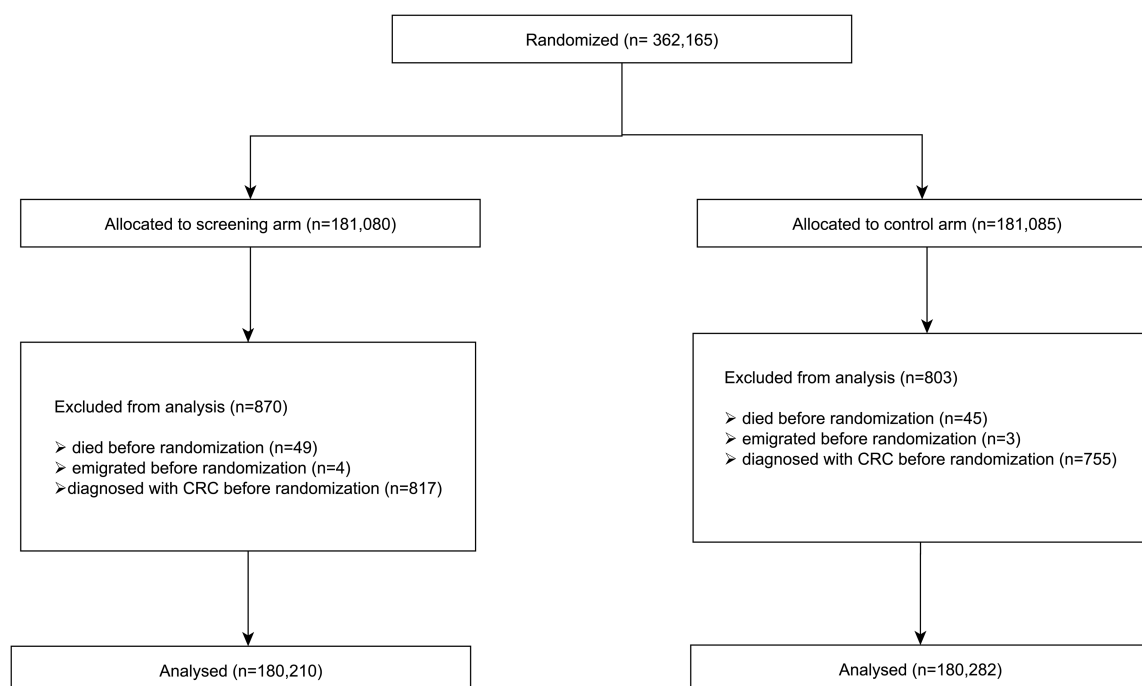 Randomized (n= 362,165)
Allocated to screening arm (n=181,080)
Allocated to control arm (n=181,085)
Excluded from analysis (n=870)
➢ died before randomization (n=49)
➢ emigrated before randomization (n=4)
➢diagnosed with CRC before randomization (n=817)
Excluded from analysis (n=803)
➢ died before randomization (n=45)
➢ emigrated before randomization (n=3)
➢ diagnosed with CRC before randomization (n=755)
Analysed (n=180,210)
Analysed (n=180,282)